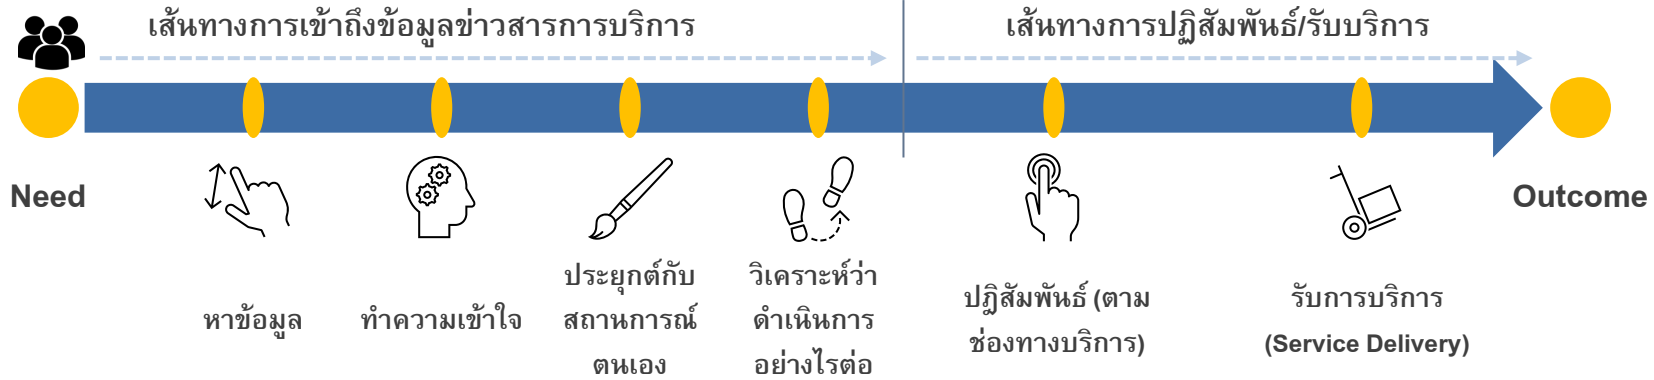 เส้นทางการเข้าถึงข้อมูลข่าวสารการบริการ
เส้นทางการปฏิสัมพันธ์/รับบริการ
Need
Outcome
หาข้อมูล
ทำความเข้าใจ
ประยุกต์กับ
สถานการณ์
ตนเอง
วิเคราะห์ว่า
ดำเนินการ
อย่างไรต่อ
ปฎิสัมพันธ์ (ตาม
ช่องทางบริการ)
รับการบริการ
(Service Delivery)